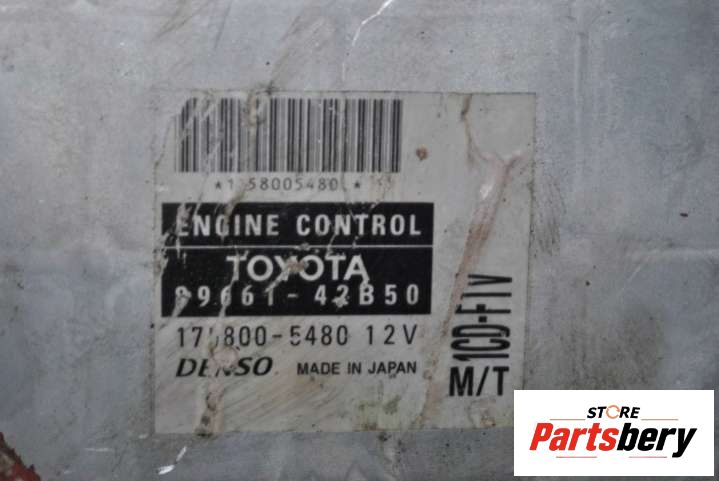 ENGINE CONTROL
TOYOTA
89661-42B50
175800-5480 12V
DENSO MADE IN JAPAN
1CD-FTV
M/T
STORE
Partsbery